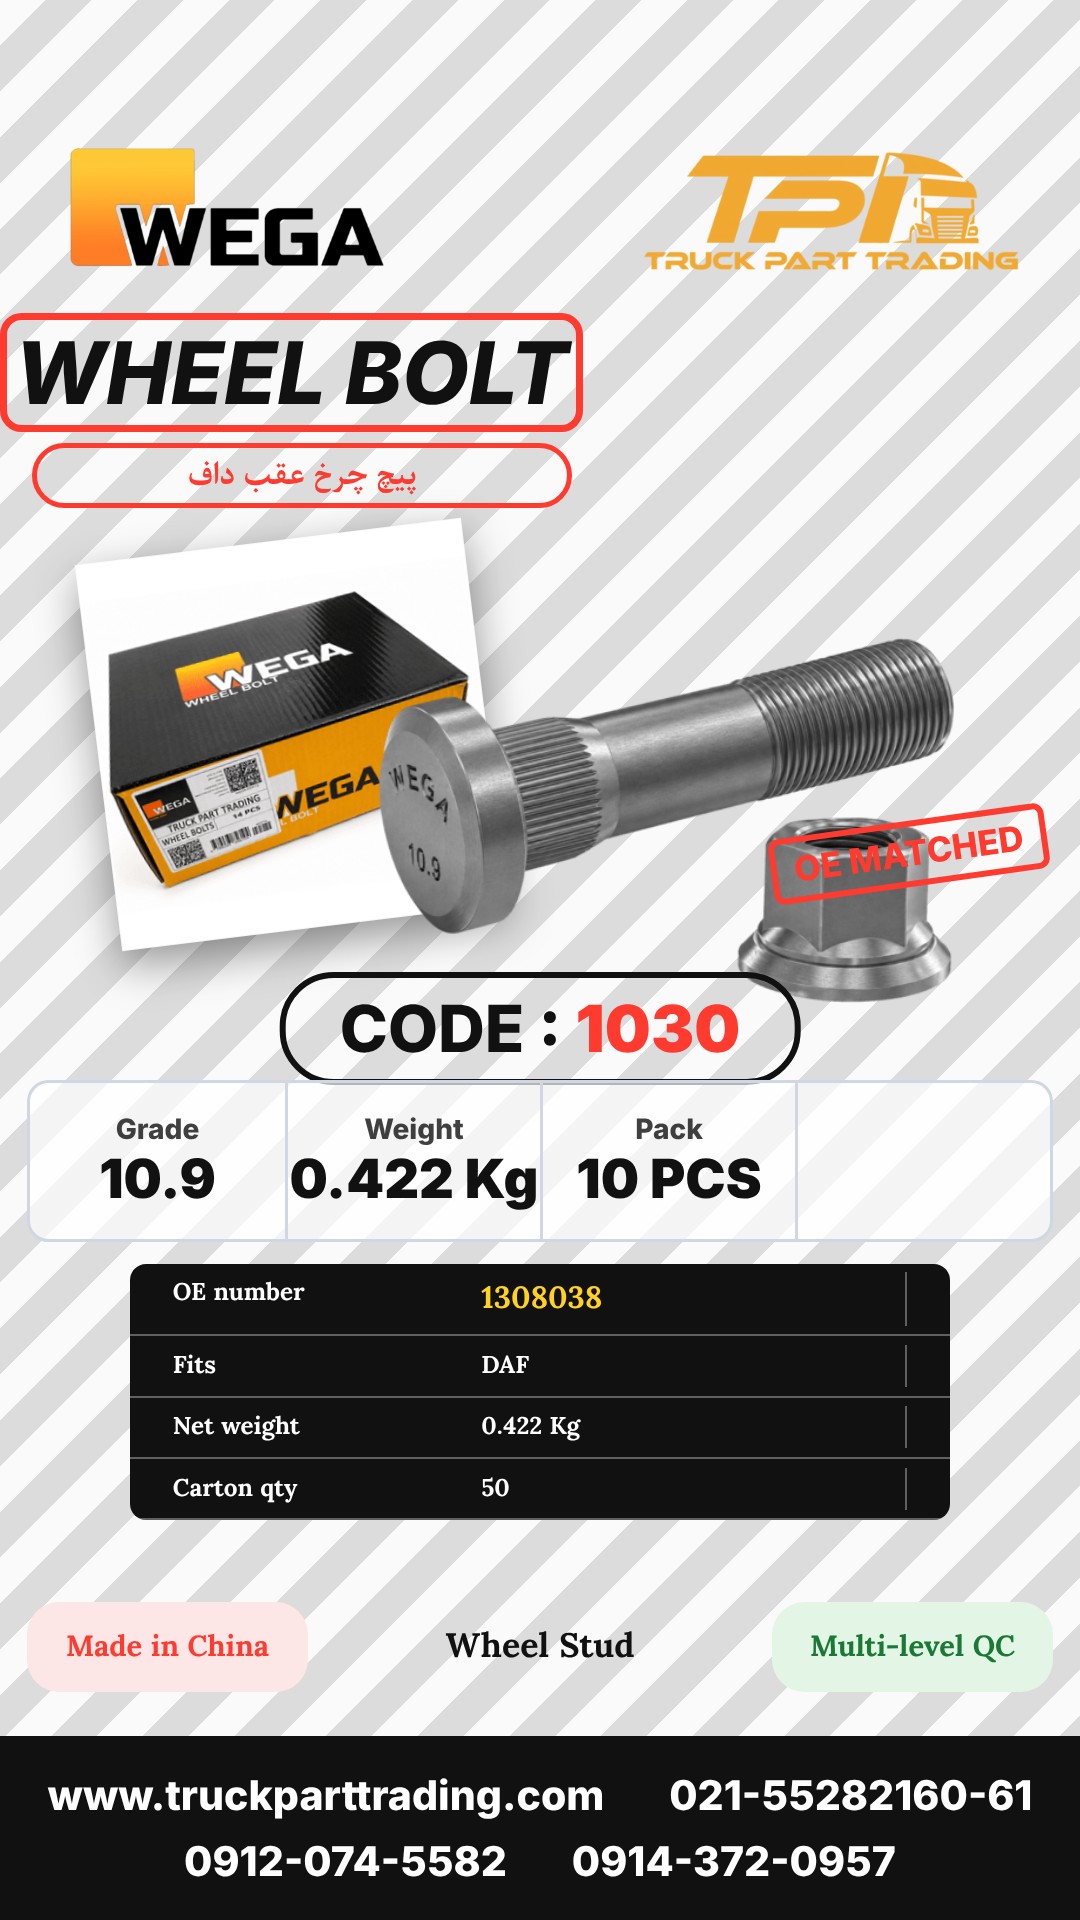 WEGA
TPT
TRUCK PART TRADING
WHEEL BOLT
پیچ چرخ عقب داف
WEGA
WHEEL BOLT
WEGA
TRUCK PART TRADING
WHEEL BOLTS
14 PCS
WEGA
WEGA
10.9
OE MATCHED
CODE : 1030
Grade
10.9
Weight
0.422 Kg
Pack
10 PCS
OE number 1308038
Fits DAF
Net weight 0.422 Kg
Carton qty 50
Made in China
Wheel Stud
Multi-level QC
www.truckparttrading.com 021-55282160-61
0912-074-5582 0914-372-0957